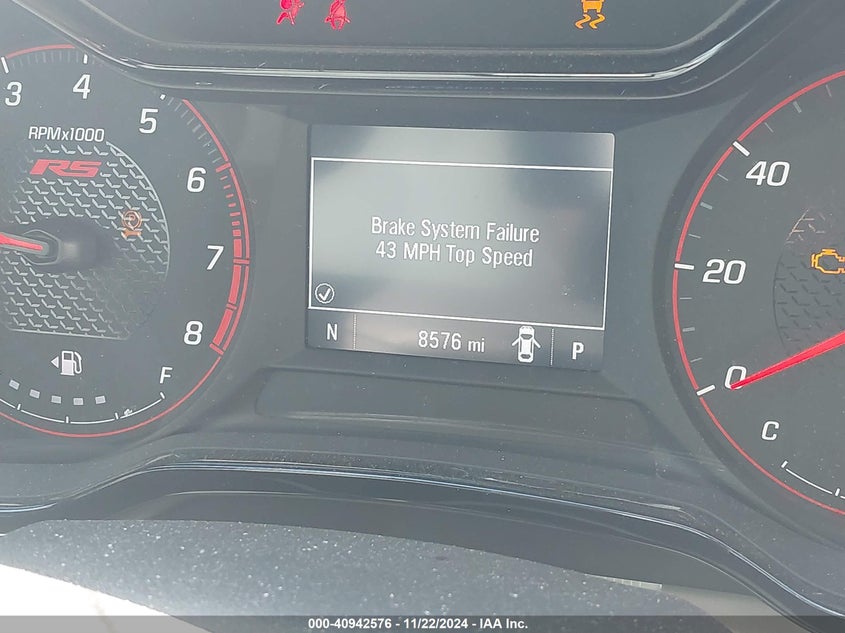 3 4 5 6 7 8
RPMx1000
RS
F
Brake System Failure
43 MPH Top Speed
N 8576 mi P
40
20
0
C
000-40942576 - 11/22/2024 - IAA Inc.